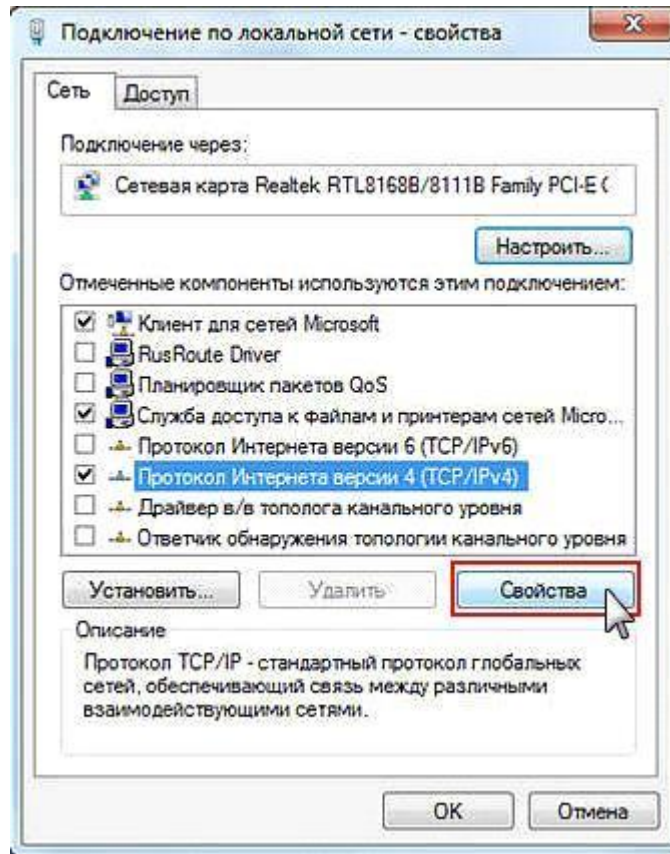 Подключение по локальной сети - свойства
Сеть
Доступ
Подключение через:
Сетевая карта Realtek RTL8168B/8111B Family PCI-E (
Настроить...
Отмеченные компоненты используются этим подключением:
Клиент для сетей Microsoft
RusRoute Driver
Планировщик пакетов QoS
Служба доступа к файлам и принтерам сетей Micro...
Протокол Интернета версии 6 (TCP/IPv6)
Протокол Интернета версии 4 (TCP/IPv4)
Драйвер в/в тополога канального уровня
Ответчик обнаружения топологии канального уровня
Установить...
Удалить
Свойства
Описание
Протокол TCP/IP - стандартный протокол глобальных
сетей, обеспечивающий связь между различными
взаимодействующими сетями.
OK
Отмена